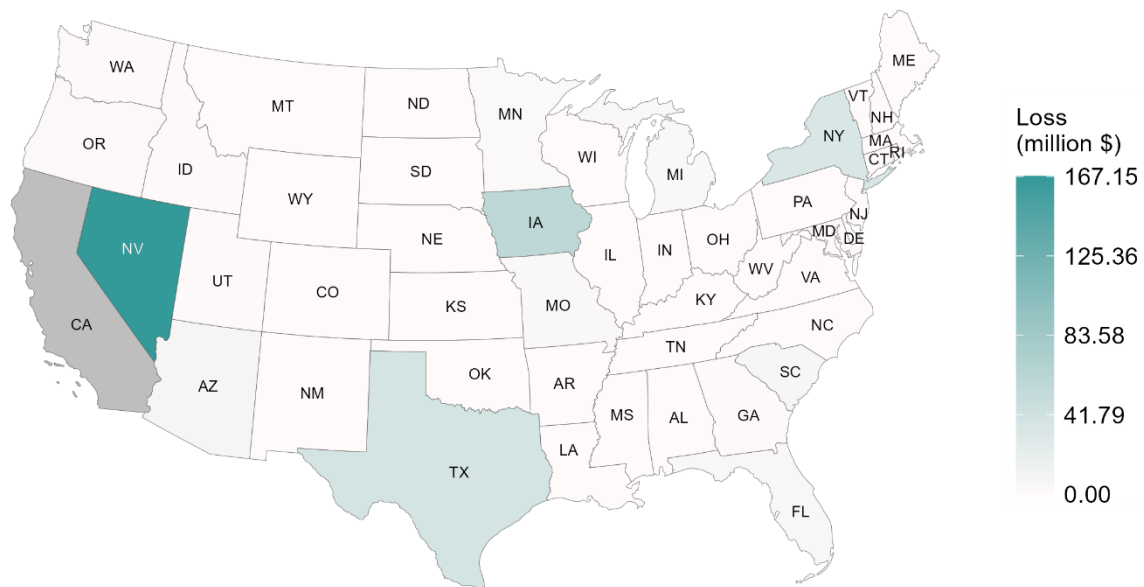 WA
MT
ND
MN
ME
VT
NH
OR
ID
SD
WI
NY
MA
CT
RI
WY
MI
NV
NE
IA
PA
NJ
IL
IN
OH
MD
DE
UT
CO
WV
VA
CA
KS
MO
KY
NC
AZ
NM
OK
AR
TN
SC
MS
AL
GA
TX
LA
FL
Loss
(million $)
167.15
125.36
83.58
41.79
0.00